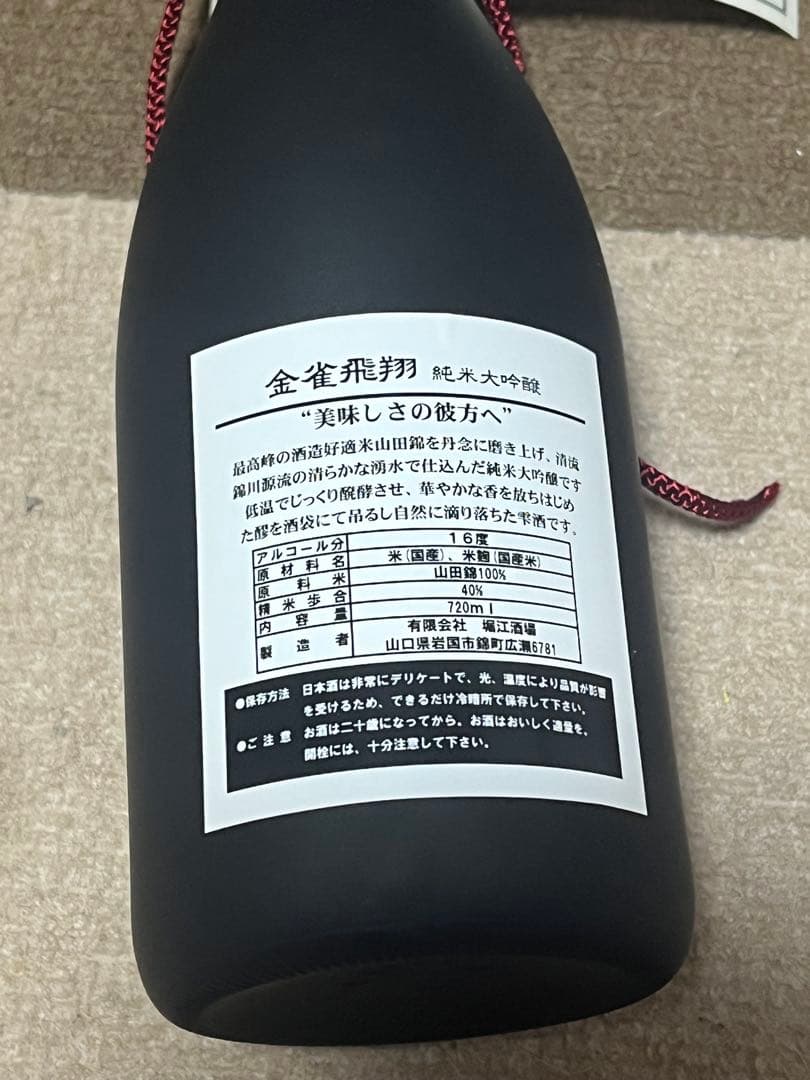 金雀飛翔 純米大吟醸
“美味しさの彼方へ”
最高峰の酒造好適米山田錦を丹念に磨き上げ、清流
錦川源流の清らかな湧水で仕込んだ純米大吟醸です
低温でじっくり醗酵させ、華やかな香を放ちはじめ
た醪を酒袋にて吊るし自然に滴り落ちた雫酒です。
アルコール分 16度
原材料名 米(国産)、米麹(国産米)
原料米 山田錦100%
精米歩合 40%
内容量 720ml
製造者 有限会社 堀江酒場
山口県岩国市錦町広瀬6781
●保存方法 日本酒は非常にデリケートで、光、温度により品質が影響
を受けるため、できるだけ冷暗所で保存して下さい。
●ご注意 お酒は二十歳になってから。お酒はおいしく適量を。
開栓には、十分注意して下さい。